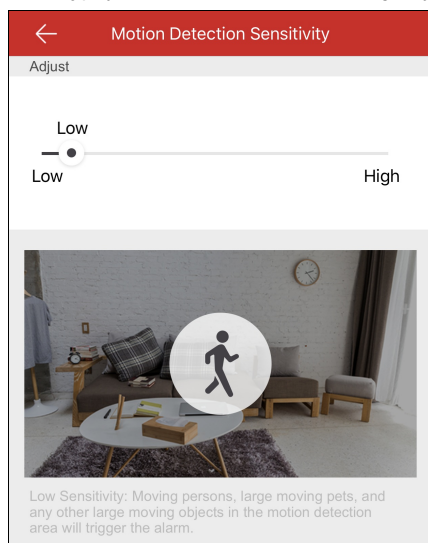 Motion Detection Sensitivity
Adjust
Low
Low High
Low Sensitivity: Moving persons, large moving pets, and
any other large moving objects in the motion detection
area will trigger the alarm.